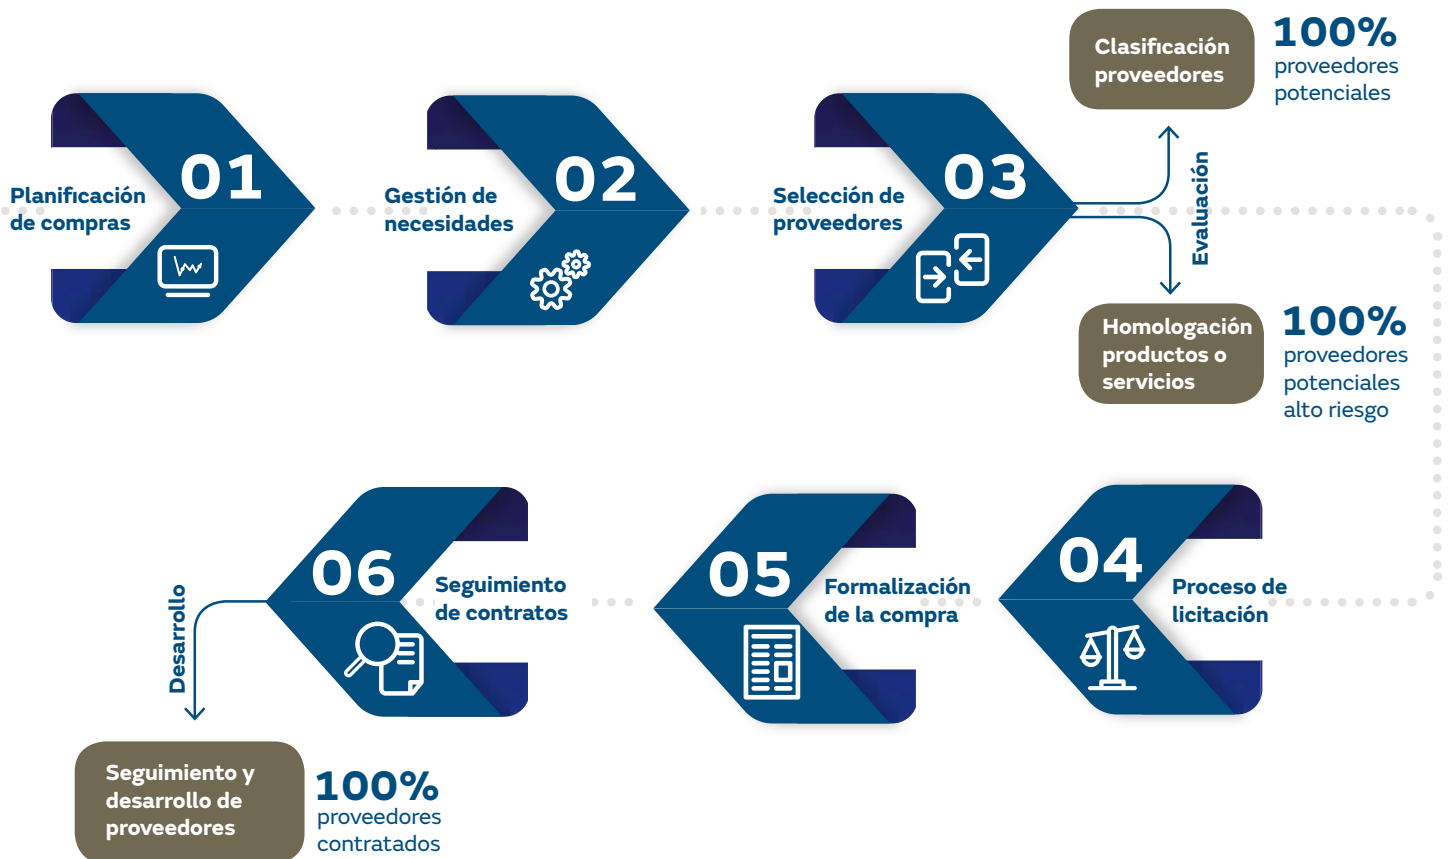 01
Planificación
de compras
02
Gestión de
necesidades
03
Selección de
proveedores
Evaluación
Clasificación
proveedores
100%
proveedores
potenciales
Homologación
productos o
servicios
100%
proveedores
potenciales
alto riesgo
04
Proceso de
licitación
05
Formalización
de la compra
06
Seguimiento
de contratos
Desarrollo
Seguimiento y
desarrollo de
proveedores
100%
proveedores
contratados